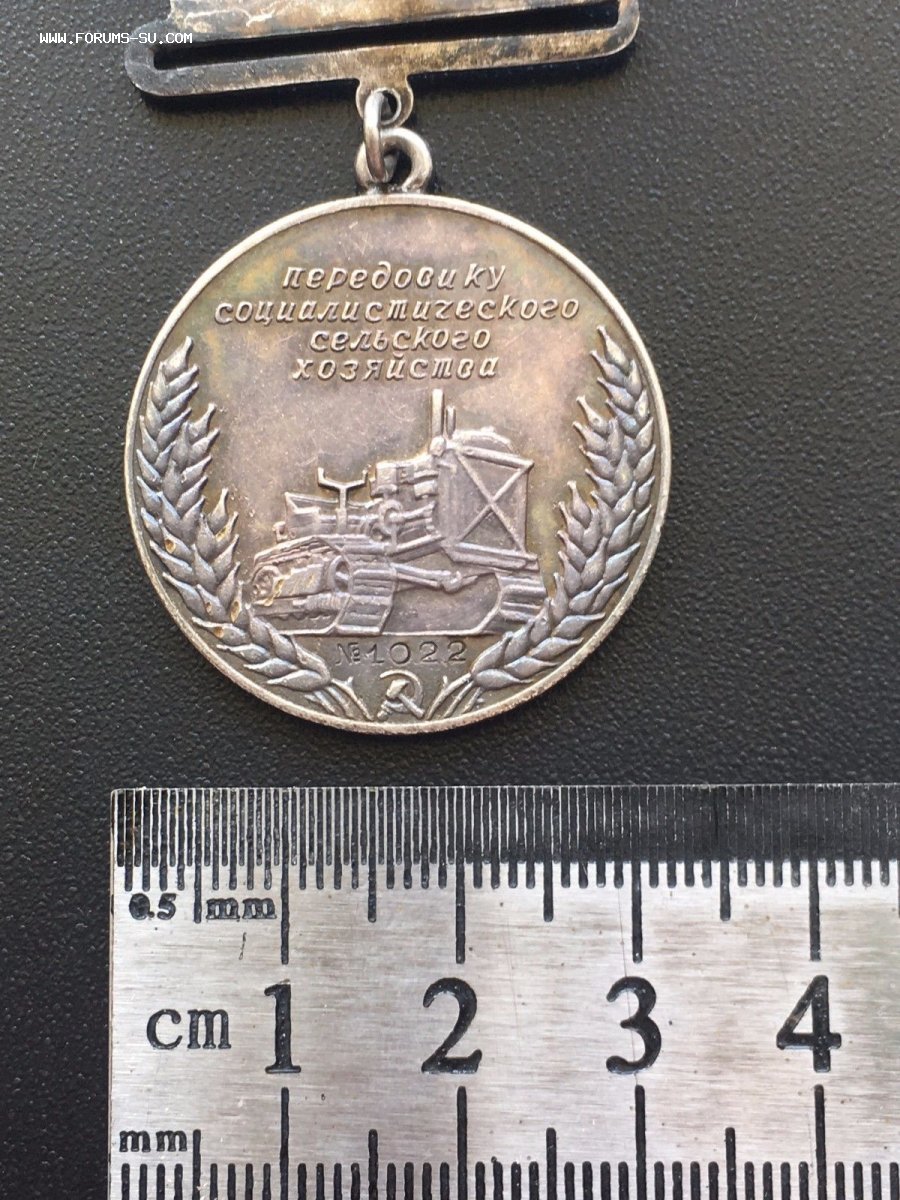 WWW.FORUMS-SU.COM
передовику
социалистического
сельского
хозяйства
№1022
0.5 mm
cm 1 2 3 4
mm